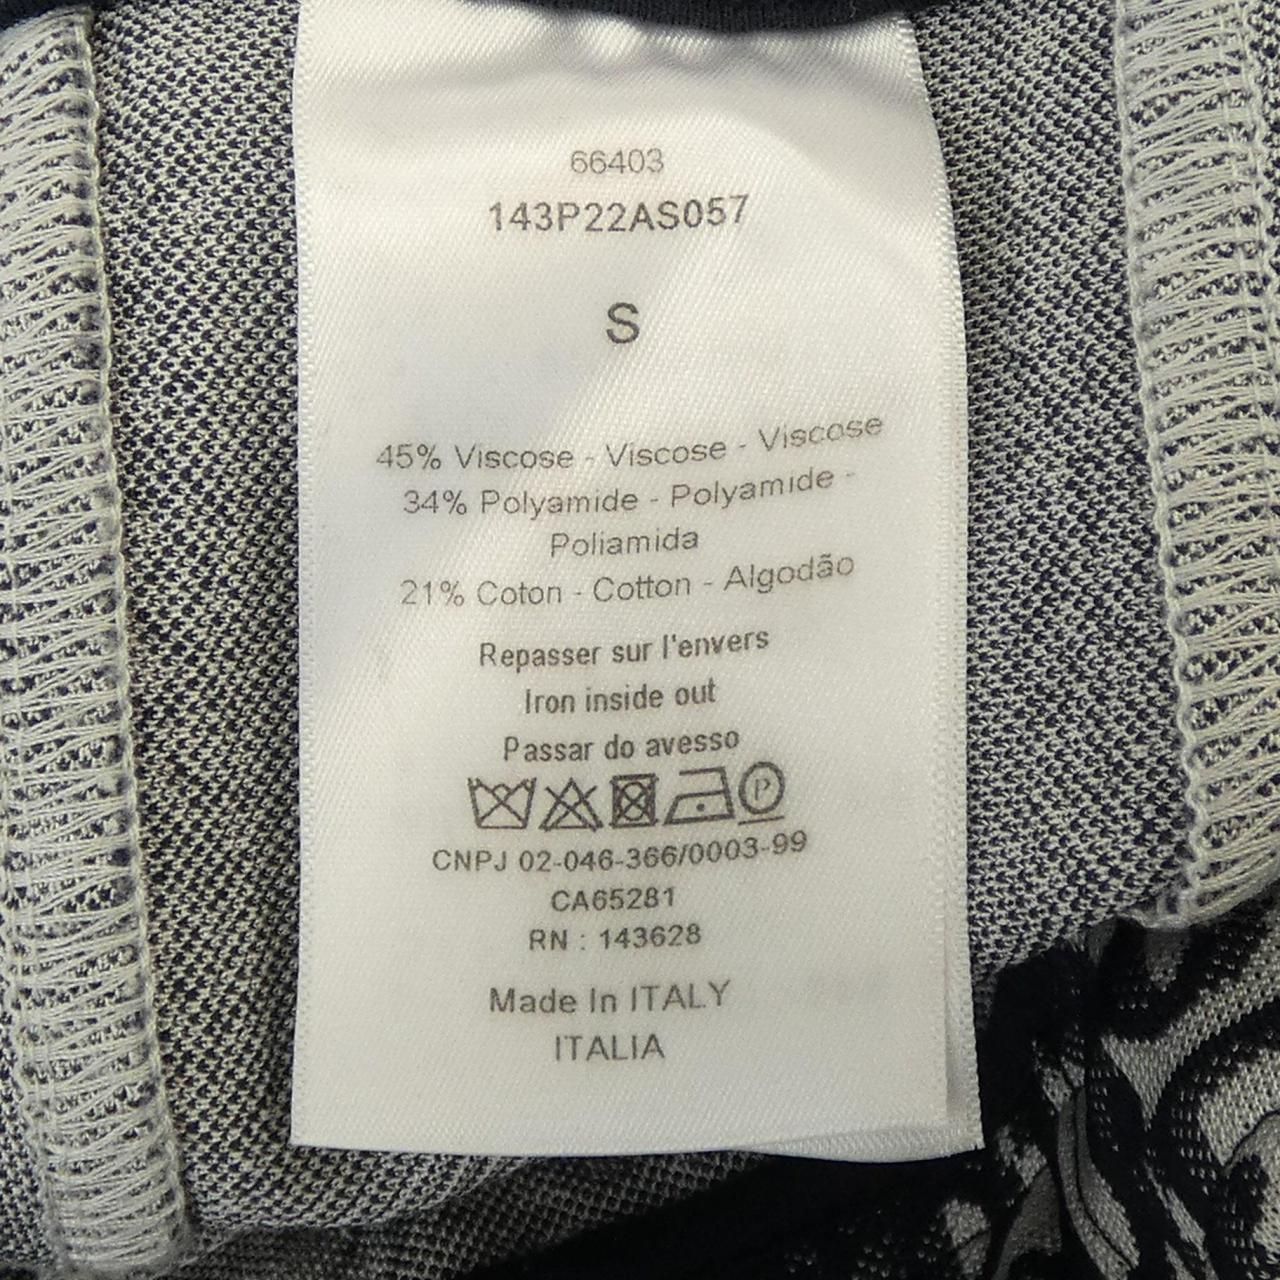 66403
143P22AS057
S
45% Viscose - Viscose - Viscose
34% Polyamide - Polyamide -
Poliamida
21% Coton - Cotton - Algodão
Repasser sur l'envers
Iron inside out
Passar do avesso
P
CNPJ 02-046-366/0003-99
CA65281
RN : 143628
Made In ITALY
ITALIA